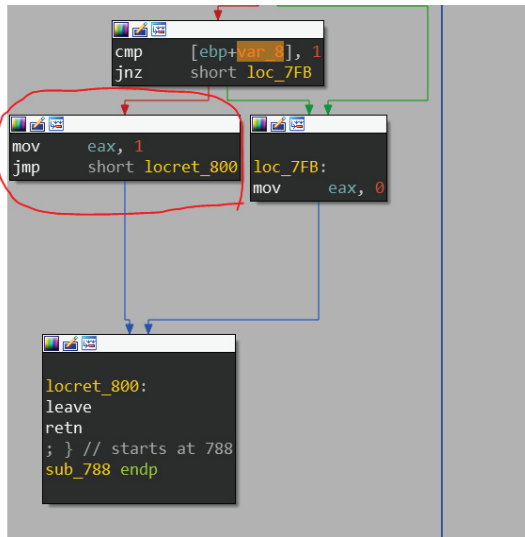 cmp [ebp+var_8], 1
jnz short loc_7FB
mov eax, 1
jmp short locret_800
loc_7FB:
mov eax, 0
locret_800:
leave
retn
; } // starts at 788
sub_788 endp